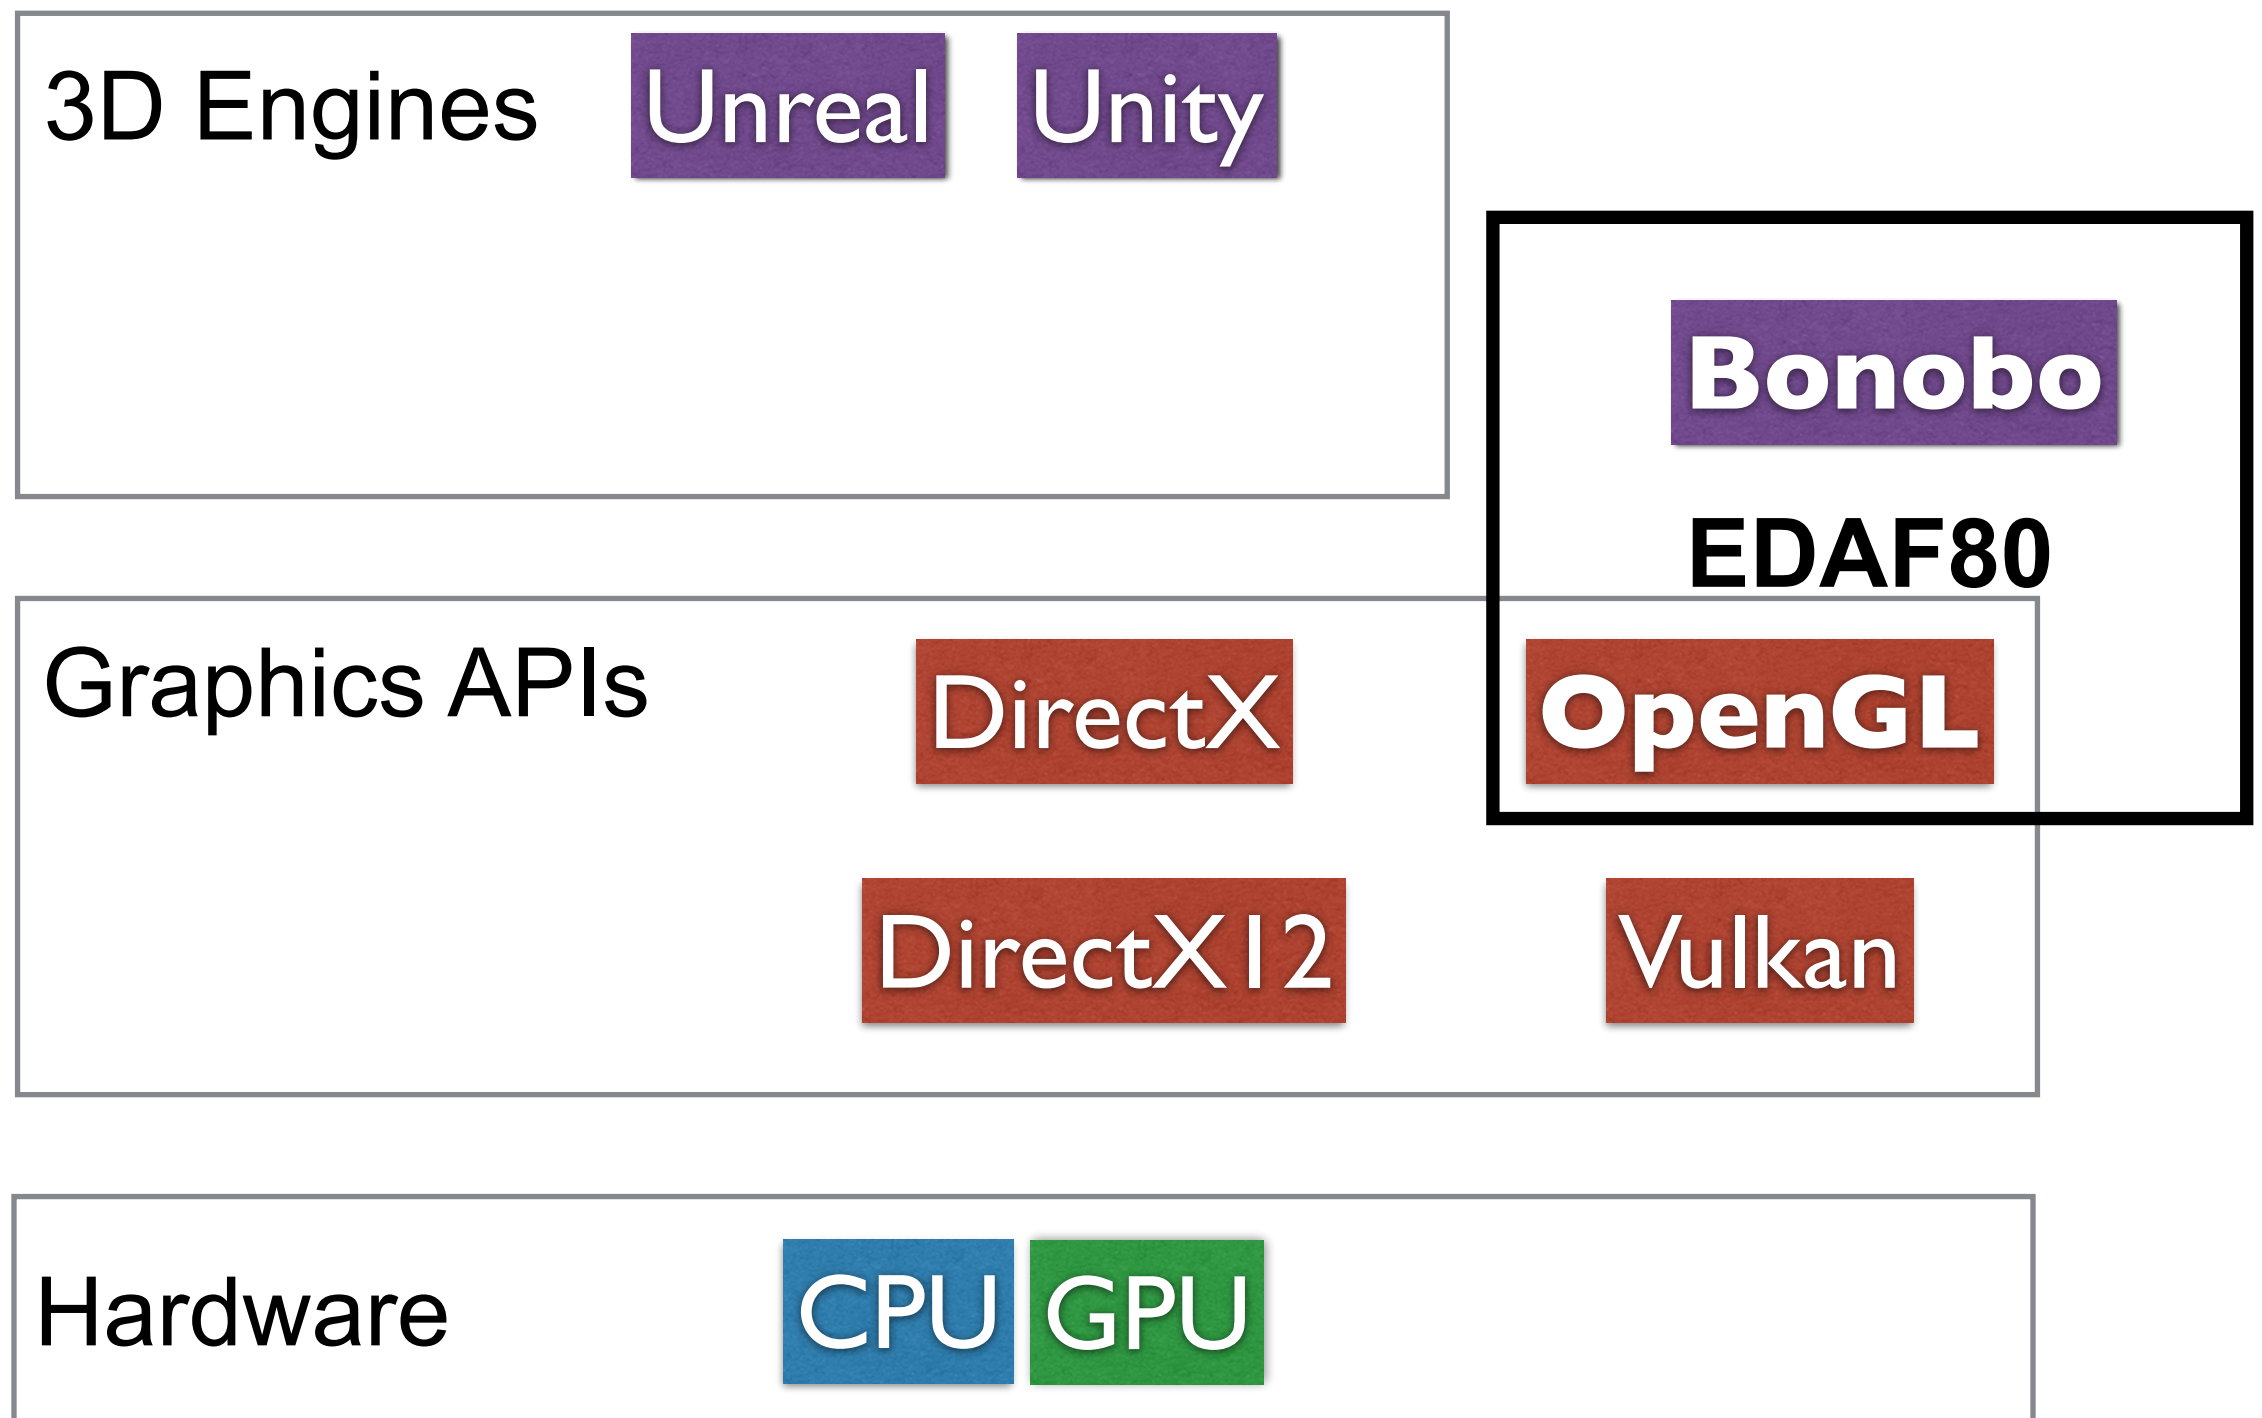 3D Engines
Unreal
Unity
Bonobo
EDAF80
Graphics APIs
DirectX
OpenGL
DirectX12
Vulkan
Hardware
CPU
GPU